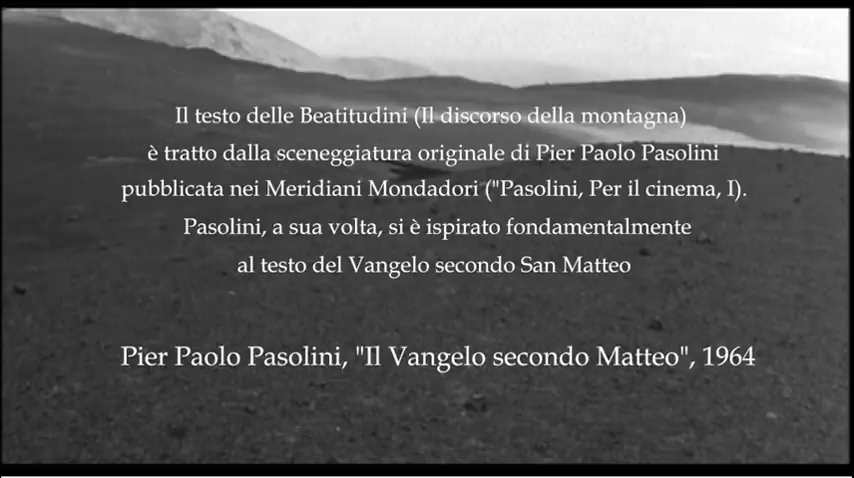 Il testo delle Beatitudini (Il discorso della montagna)
è tratto dalla sceneggiatura originale di Pier Paolo Pasolini
pubblicata nei Meridiani Mondadori ("Pasolini, Per il cinema, I).
Pasolini, a sua volta, si è ispirato fondamentalmente
al testo del Vangelo secondo San Matteo
Pier Paolo Pasolini, "Il Vangelo secondo Matteo", 1964